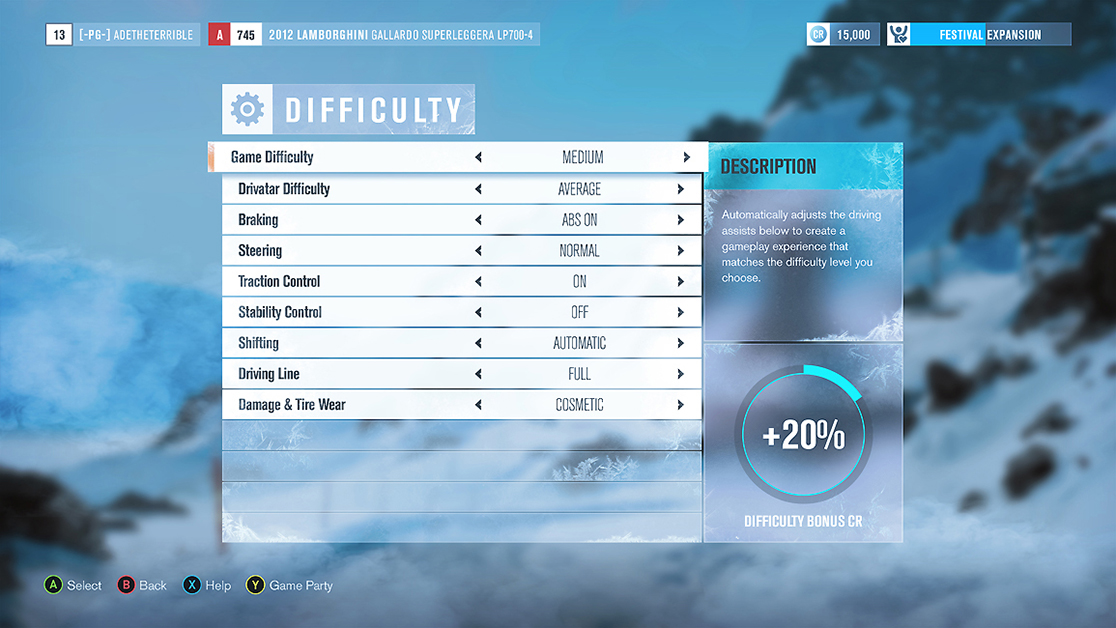 13 [-PG-] ADETHETERRIBLE A 745 2012 LAMBORGHINI GALLARDO SUPERLEGGERA LP700-4 CR 15,000 FESTIVAL EXPANSION
DIFFICULTY
Game Difficulty MEDIUM
Drivatar Difficulty AVERAGE
Braking ABS ON
Steering NORMAL
Traction Control ON
Stability Control OFF
Shifting AUTOMATIC
Driving Line FULL
Damage & Tire Wear COSMETIC
DESCRIPTION
Automatically adjusts the driving
assists below to create a
gameplay experience that
matches the difficulty level you
choose.
+20%
DIFFICULTY BONUS CR
A Select B Back X Help Y Game Party